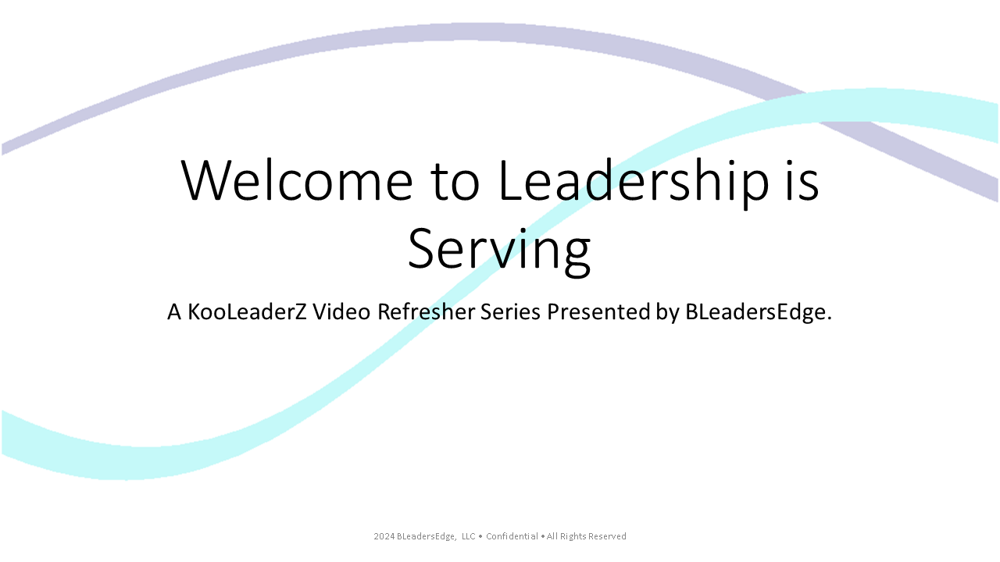 Welcome to Leadership is
Serving
A KooLeaderZ Video Refresher Series Presented by BLeadersEdge.
2024 BLeadersEdge, LLC • Confidential • All Rights Reserved